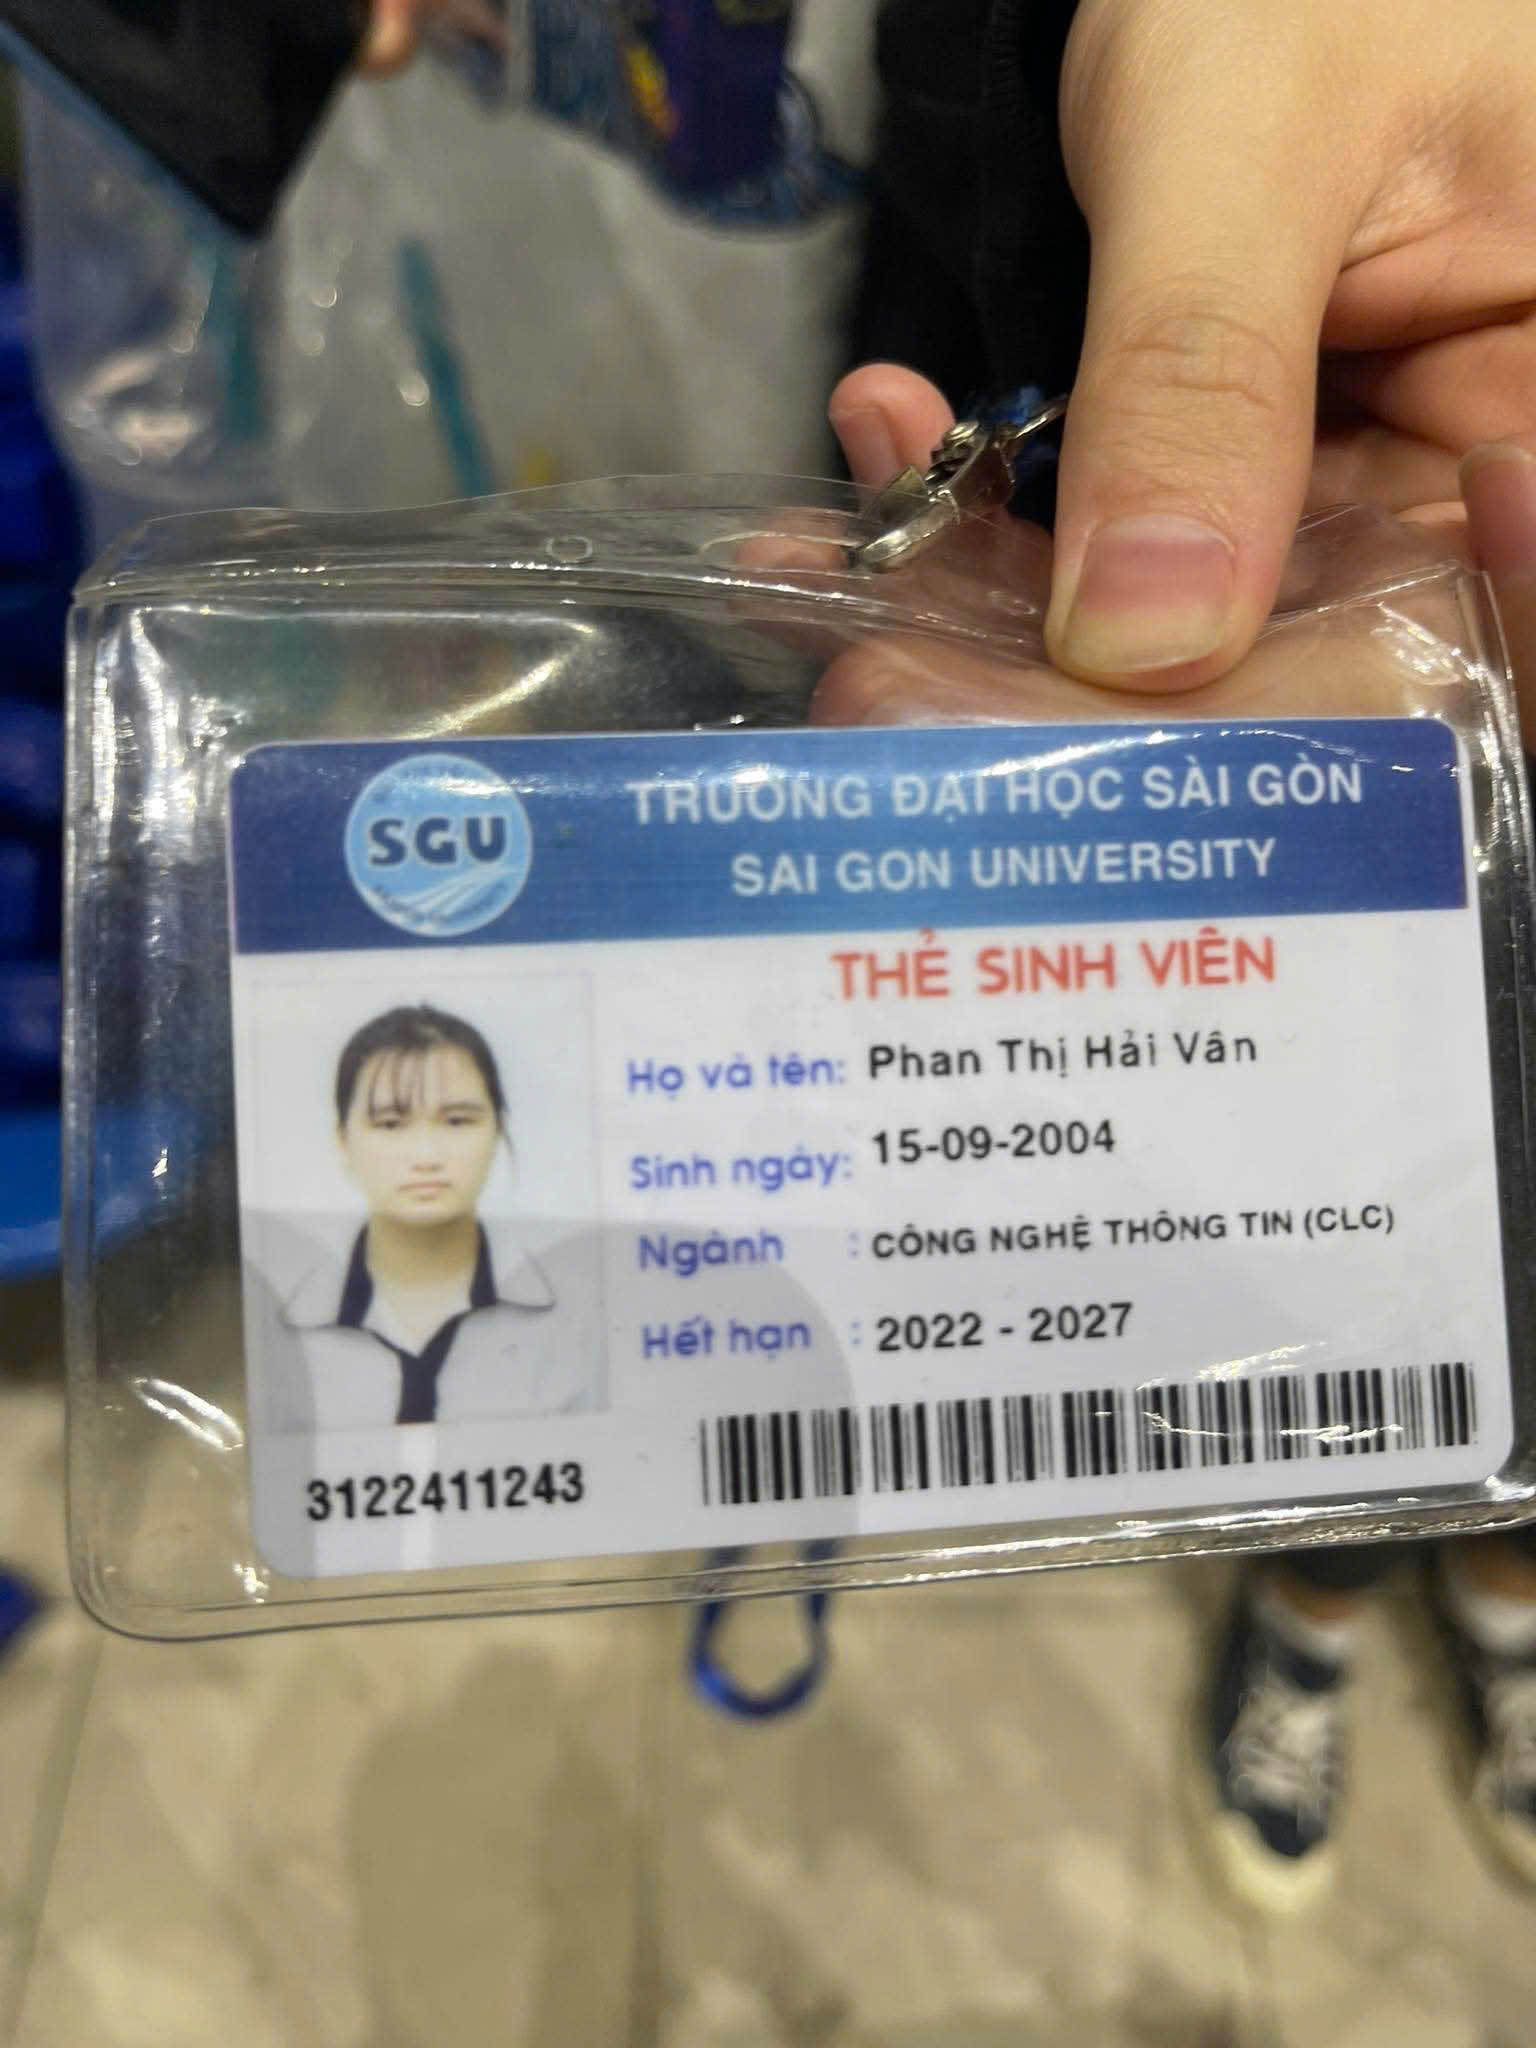 SGU
TRƯỜNG ĐẠI HỌC SÀI GÒN
SAI GON UNIVERSITY
THẺ SINH VIÊN
Họ và tên: Phan Thị Hải Vân
Sinh ngày: 15-09-2004
Ngành : CÔNG NGHỆ THÔNG TIN (CLC)
Hết hạn : 2022 - 2027
3122411243